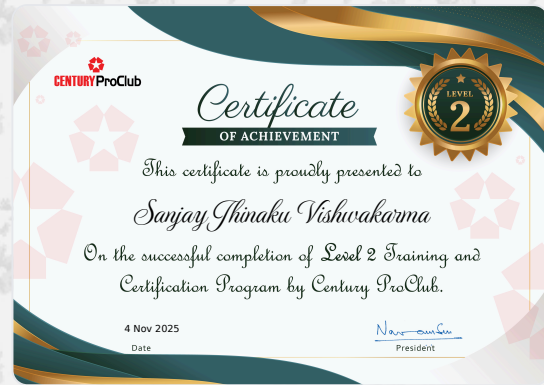 CENTURY ProClub
Certificate
OF ACHIEVEMENT
LEVEL
2
This certificate is proudly presented to
Sanjay Jhinaku Vishwakarma
On the successful completion of Level 2 Training and
Certification Program by Century ProClub.
4 Nov 2025
Date
President